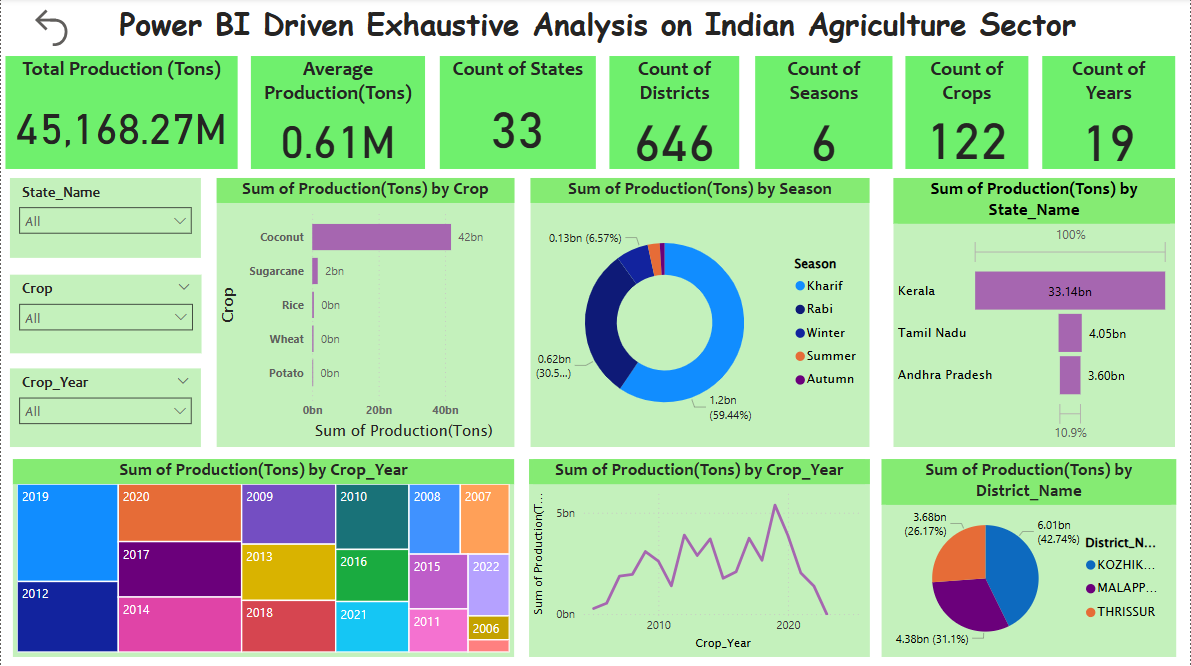 Power BI Driven Exhaustive Analysis on Indian Agriculture Sector
Total Production (Tons)
45,168.27M
Average
Production(Tons)
0.61M
Count of States
33
Count of
Districts
646
Count of
Seasons
6
Count of
Crops
122
Count of
Years
19
State_Name
All
Crop
All
Crop_Year
All
Sum of Production(Tons) by Crop
Crop
Coconut
42bn
Sugarcane
2bn
Rice
0bn
Wheat
0bn
Potato
0bn
0bn
20bn
40bn
Sum of Production(Tons)
Sum of Production(Tons) by Season
0.13bn (6.57%)
0.62bn
(30.5...)
1.2bn
(59.44%)
Season
Kharif
Rabi
Winter
Summer
Autumn
Sum of Production(Tons) by
State_Name
100%
Kerala
33.14bn
Tamil Nadu
4.05bn
Andhra Pradesh
3.60bn
10.9%
Sum of Production(Tons) by Crop_Year
2019
2012
2020
2017
2014
2009
2013
2018
2010
2016
2021
2008
2007
2015
2011
2022
2006
Sum of Production(Tons) by Crop_Year
Sum of Production(T...
5bn
0bn
2010
2020
Crop_Year
Sum of Production(Tons) by
District_Name
3.68bn
(26.17%)
6.01bn
(42.74%)
4.38bn (31.1%)
District_N...
KOZHIK...
MALAPP...
THRISSUR